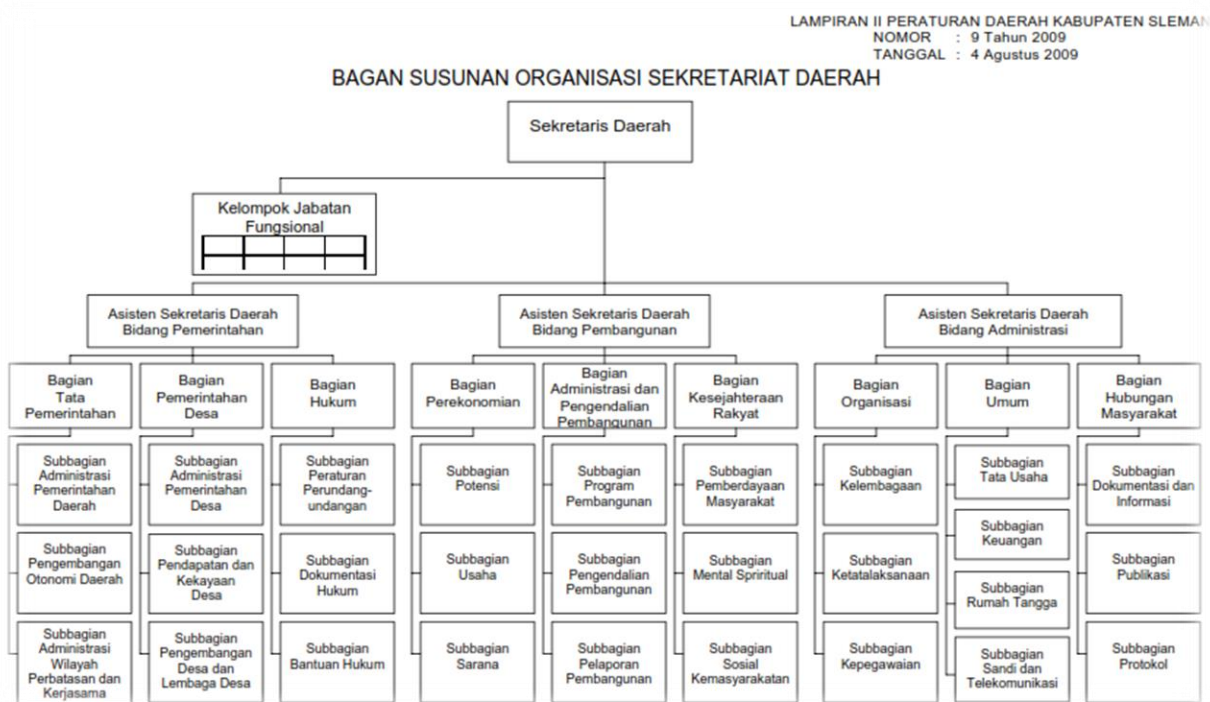 LAMPIRAN II PERATURAN DAERAH KABUPATEN SLEMAN
NOMOR : 9 Tahun 2009
TANGGAL : 4 Agustus 2009
BAGAN SUSUNAN ORGANISASI SEKRETARIAT DAERAH
Sekretaris Daerah
Kelompok Jabatan
Fungsional
Asisten Sekretaris Daerah
Bidang Pemerintahan
Asisten Sekretaris Daerah
Bidang Pembangunan
Asisten Sekretaris Daerah
Bidang Administrasi
Bagian
Tata
Pemerintahan
Bagian
Pemerintahan
Desa
Bagian
Hukum
Bagian
Perekonomian
Bagian
Administrasi dan
Pengendalian
Pembangunan
Bagian
Kesejahteraan
Rakyat
Bagian
Organisasi
Bagian
Umum
Bagian
Hubungan
Masyarakat
Subbagian
Administrasi
Pemerintahan
Daerah
Subbagian
Administrasi
Pemerintahan
Desa
Subbagian
Peraturan
Perundang-
undangan
Subbagian
Potensi
Subbagian
Program
Pembangunan
Subbagian
Pemberdayaan
Masyarakat
Subbagian
Kelembagaan
Subbagian
Tata Usaha
Subbagian
Dokumentasi dan
Informasi
Subbagian
Pengembangan
Otonomi Daerah
Subbagian
Pendapatan dan
Kekayaan
Desa
Subbagian
Dokumentasi
Hukum
Subbagian
Usaha
Subbagian
Pengendalian
Pembangunan
Subbagian
Mental Spriritual
Subbagian
Ketatalaksanaan
Subbagian
Keuangan
Subbagian
Publikasi
Subbagian
Rumah Tangga
Subbagian
Administrasi
Wilayah
Perbatasan dan
Kerjasama
Subbagian
Pengembangan
Desa dan
Lembaga Desa
Subbagian
Bantuan Hukum
Subbagian
Sarana
Subbagian
Pelaporan
Pembangunan
Subbagian
Sosial
Kemasyarakatan
Subbagian
Kepegawaian
Subbagian
Sandi dan
Telekomunikasi
Subbagian
Protokol